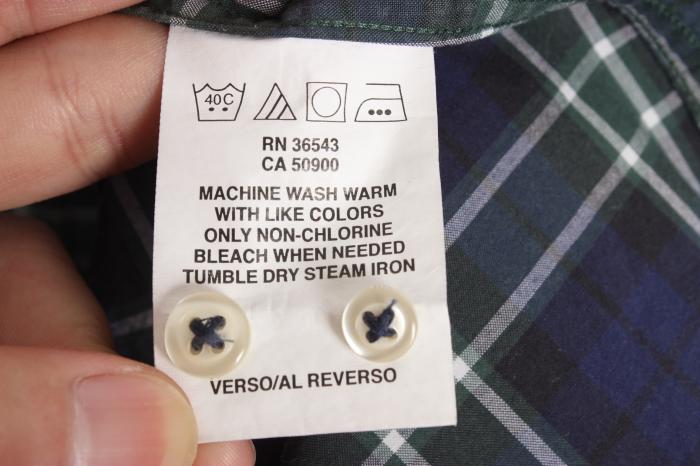 40C
RN 36543
CA 50900
MACHINE WASH WARM
WITH LIKE COLORS
ONLY NON-CHLORINE
BLEACH WHEN NEEDED
TUMBLE DRY STEAM IRON
VERSO/AL REVERSO